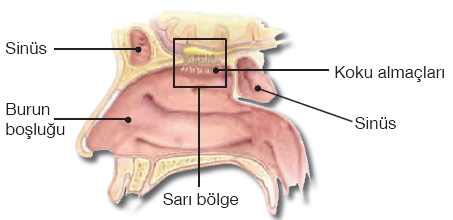 Sinüs
Koku almaçları
Burun
boşluğu
Sinüs
Sarı bölge